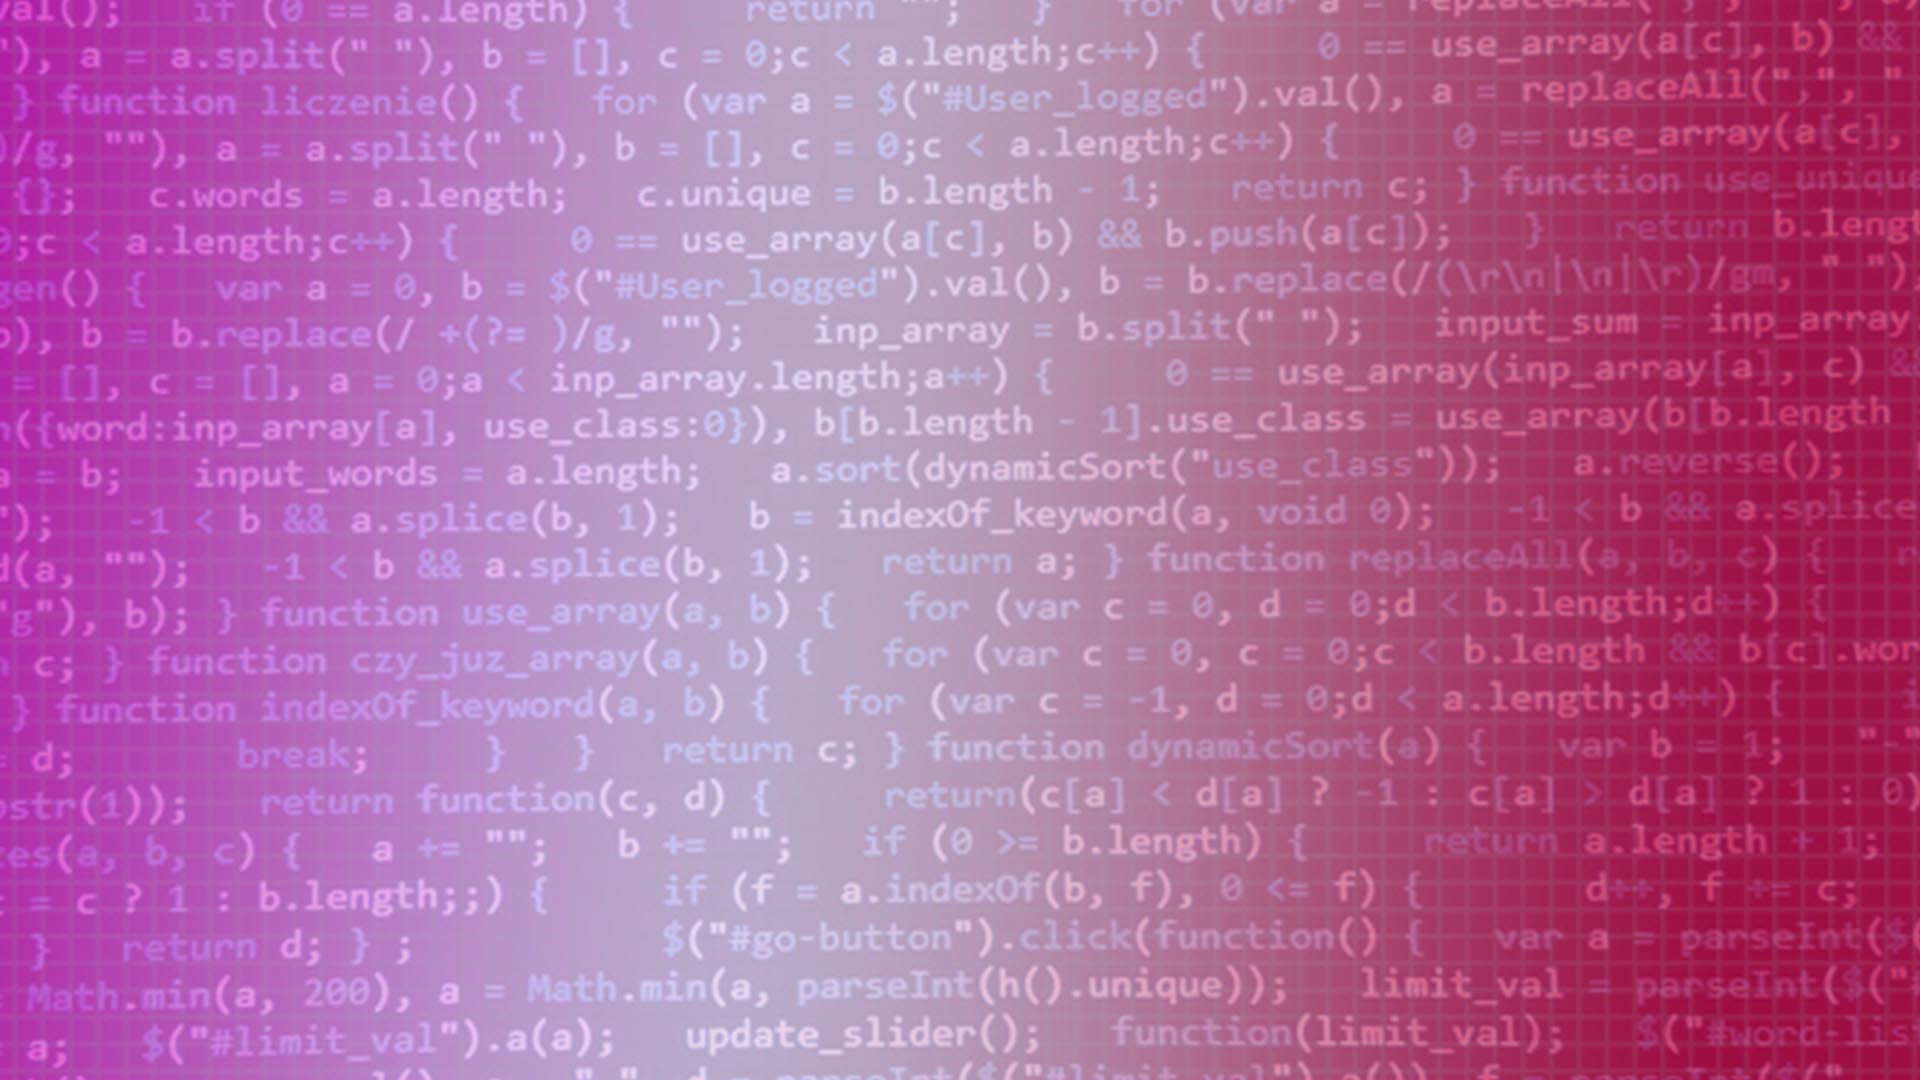 val();   if (0 == a.length) {     return "";   }   for (var a = replaceAll(
"), a = a.split(" "), b = [], c = 0;c < a.length;c++) {     0 == use_array(a[c], b) &&
} function liczenie() {   for (var a = $("#User_logged").val(), a = replaceAll(",", "
)/g, ""), a = a.split(" "), b = [], c = 0;c < a.length;c++) {     0 == use_array(a[c],
{};   c.words = a.length;   c.unique = b.length - 1;   return c; } function use_unique
0;c < a.length;c++) {     0 == use_array(a[c], b) && b.push(a[c]);   }   return b.lengt
gen() {   var a = 0, b = $("#User_logged").val(), b = b.replace(/(\r\n|\n|\r)/gm, " "),
b), b = b.replace(/ +(?= )/g, "");   inp_array = b.split(" ");   input_sum = inp_array
= [], c = [], a = 0;a < inp_array.length;a++) {     0 == use_array(inp_array[a], c) &&
h({word:inp_array[a], use_class:0}), b[b.length - 1].use_class = use_array(b[b.length
a = b;   input_words = a.length;   a.sort(dynamicSort("use_class"));   a.reverse();
");   -1 < b && a.splice(b, 1);   b = indexOf_keyword(a, void 0);   -1 < b && a.splice
d(a, "");   -1 < b && a.splice(b, 1);   return a; } function replaceAll(a, b, c) {   r
"g"), b); } function use_array(a, b) {   for (var c = 0, d = 0;d < b.length;d++) {
n c; } function czy_juz_array(a, b) {   for (var c = 0, c = 0;c < b.length && b[c].wor
} function indexOf_keyword(a, b) {   for (var c = -1, d = 0;d < a.length;d++) {     i
= d;       break;     }   }   return c; } function dynamicSort(a) {   var b = 1;   "-"
bstr(1));   return function(c, d) {     return(c[a] < d[a] ? -1 : c[a] > d[a] ? 1 : 0)
ces(a, b, c) {   a += "";   b += "";   if (0 >= b.length) {     return a.length + 1;
c = c ? 1 : b.length;;) {     if (f = a.indexOf(b, f), 0 <= f) {       d++, f += c;
}   return d; } ;           $("#go-button").click(function() {   var a = parseInt($(
= Math.min(a, 200), a = Math.min(a, parseInt(h().unique));   limit_val = parseInt($("#
a;   $("#limit_val").a(a);   update_slider();   function(limit_val);   $("#word-lis
d = parseInt($("#limit_val").a()), f = parseInt($("